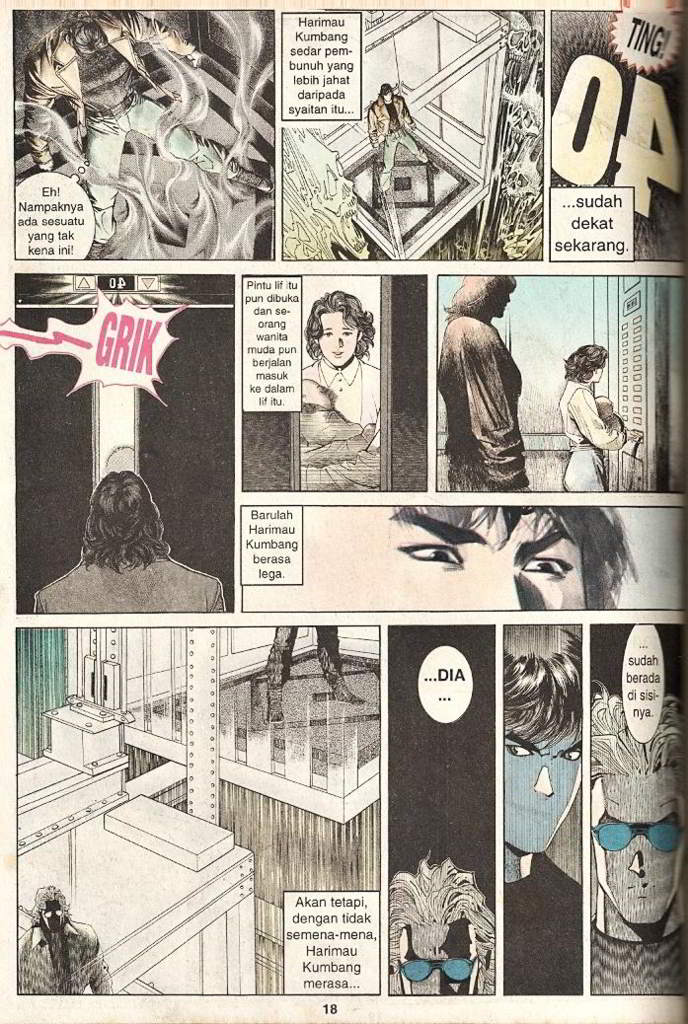 Eh!
Nampaknya
ada sesuatu
yang tak
kena ini!
Harimau
Kumbang
sedar pem-
bunuh yang
lebih jahat
daripada
syaitan itu...
TING!
40
...sudah
dekat
sekarang.
40
GRIK
Pintu lif itu
pun dibuka
dan se-
orang
wanita
muda pun
berjalan
masuk
ke dalam
lif itu.
Barulah
Harimau
Kumbang
berasa
lega.
Akan tetapi,
dengan tidak
semena-mena,
Harimau
Kumbang
merasa...
...DIA
...
...
sudah
berada
di sisi-
nya.
18